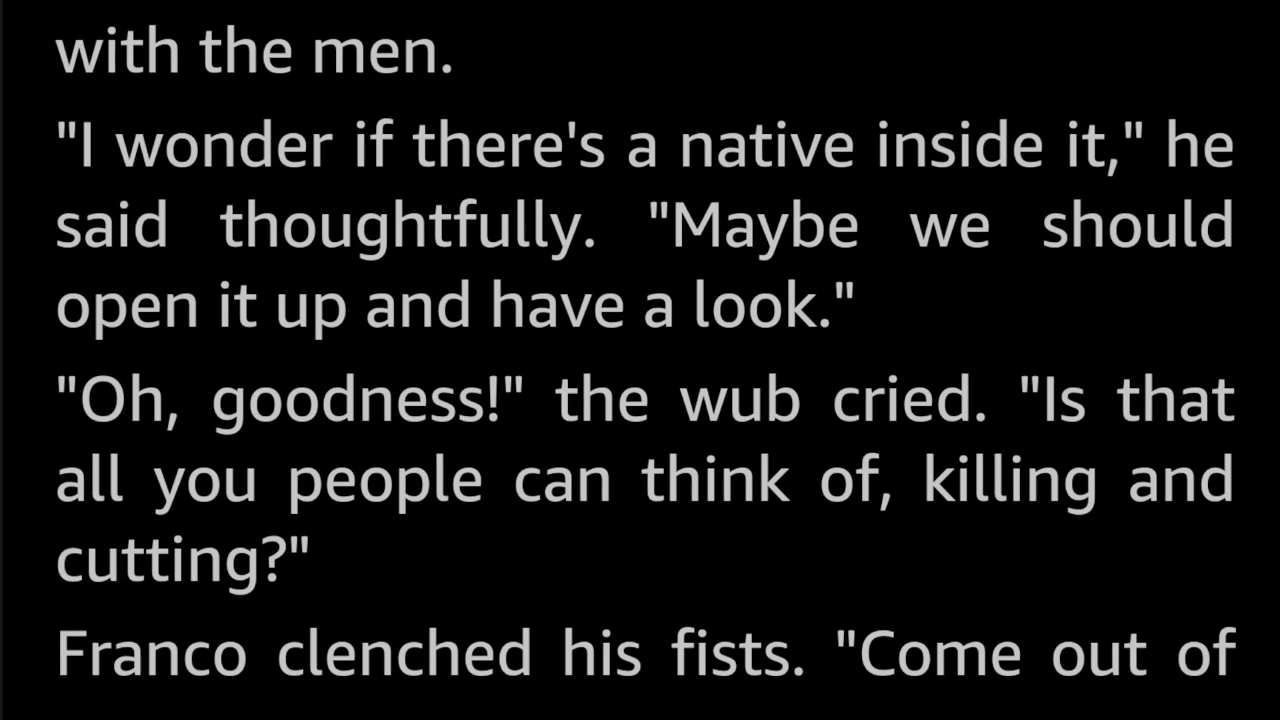 with the men.
"I wonder if there's a native inside it," he
said thoughtfully. "Maybe we should
open it up and have a look."
"Oh, goodness!" the wub cried. "Is that
all you people can think of, killing and
cutting?"
Franco clenched his fists. "Come out of